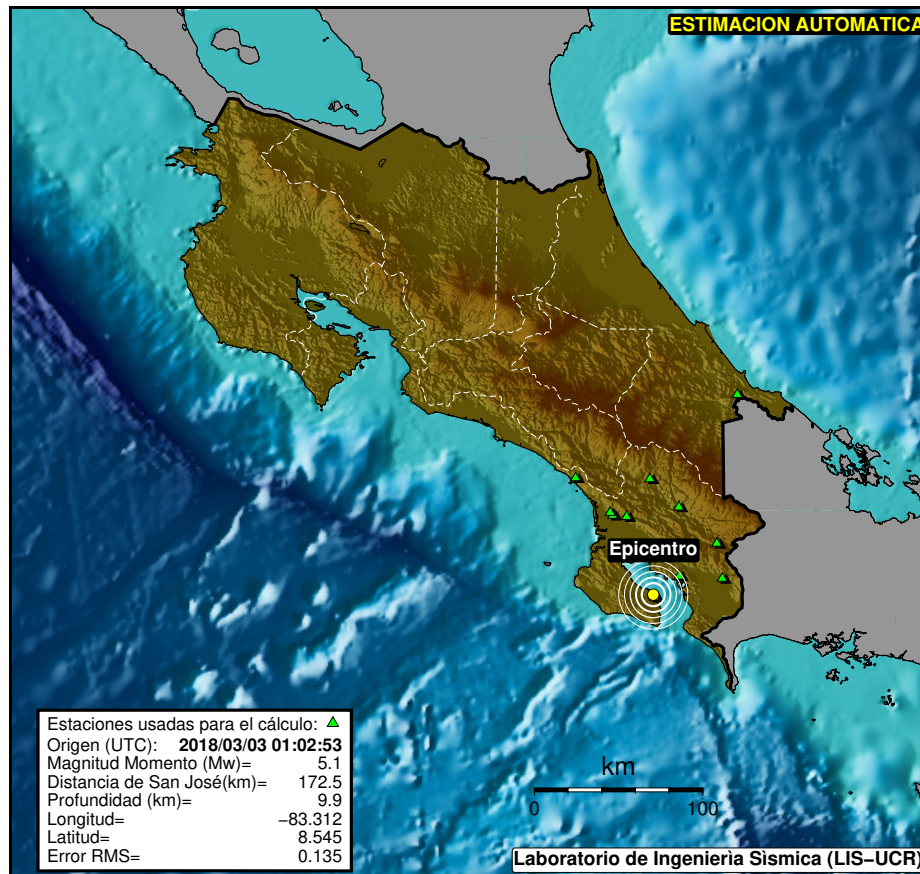 ESTIMACION AUTOMATICA
Epicentro
Estaciones usadas para el cálculo:
Origen (UTC): 2018/03/03 01:02:53
Magnitud Momento (Mw)= 5.1
Distancia de San José(km)= 172.5
Profundidad (km)= 9.9
Longitud= −83.312
Latitud= 8.545
Error RMS= 0.135
km
0 100
Laboratorio de Ingenierìa Sìsmica (LIS−UCR)